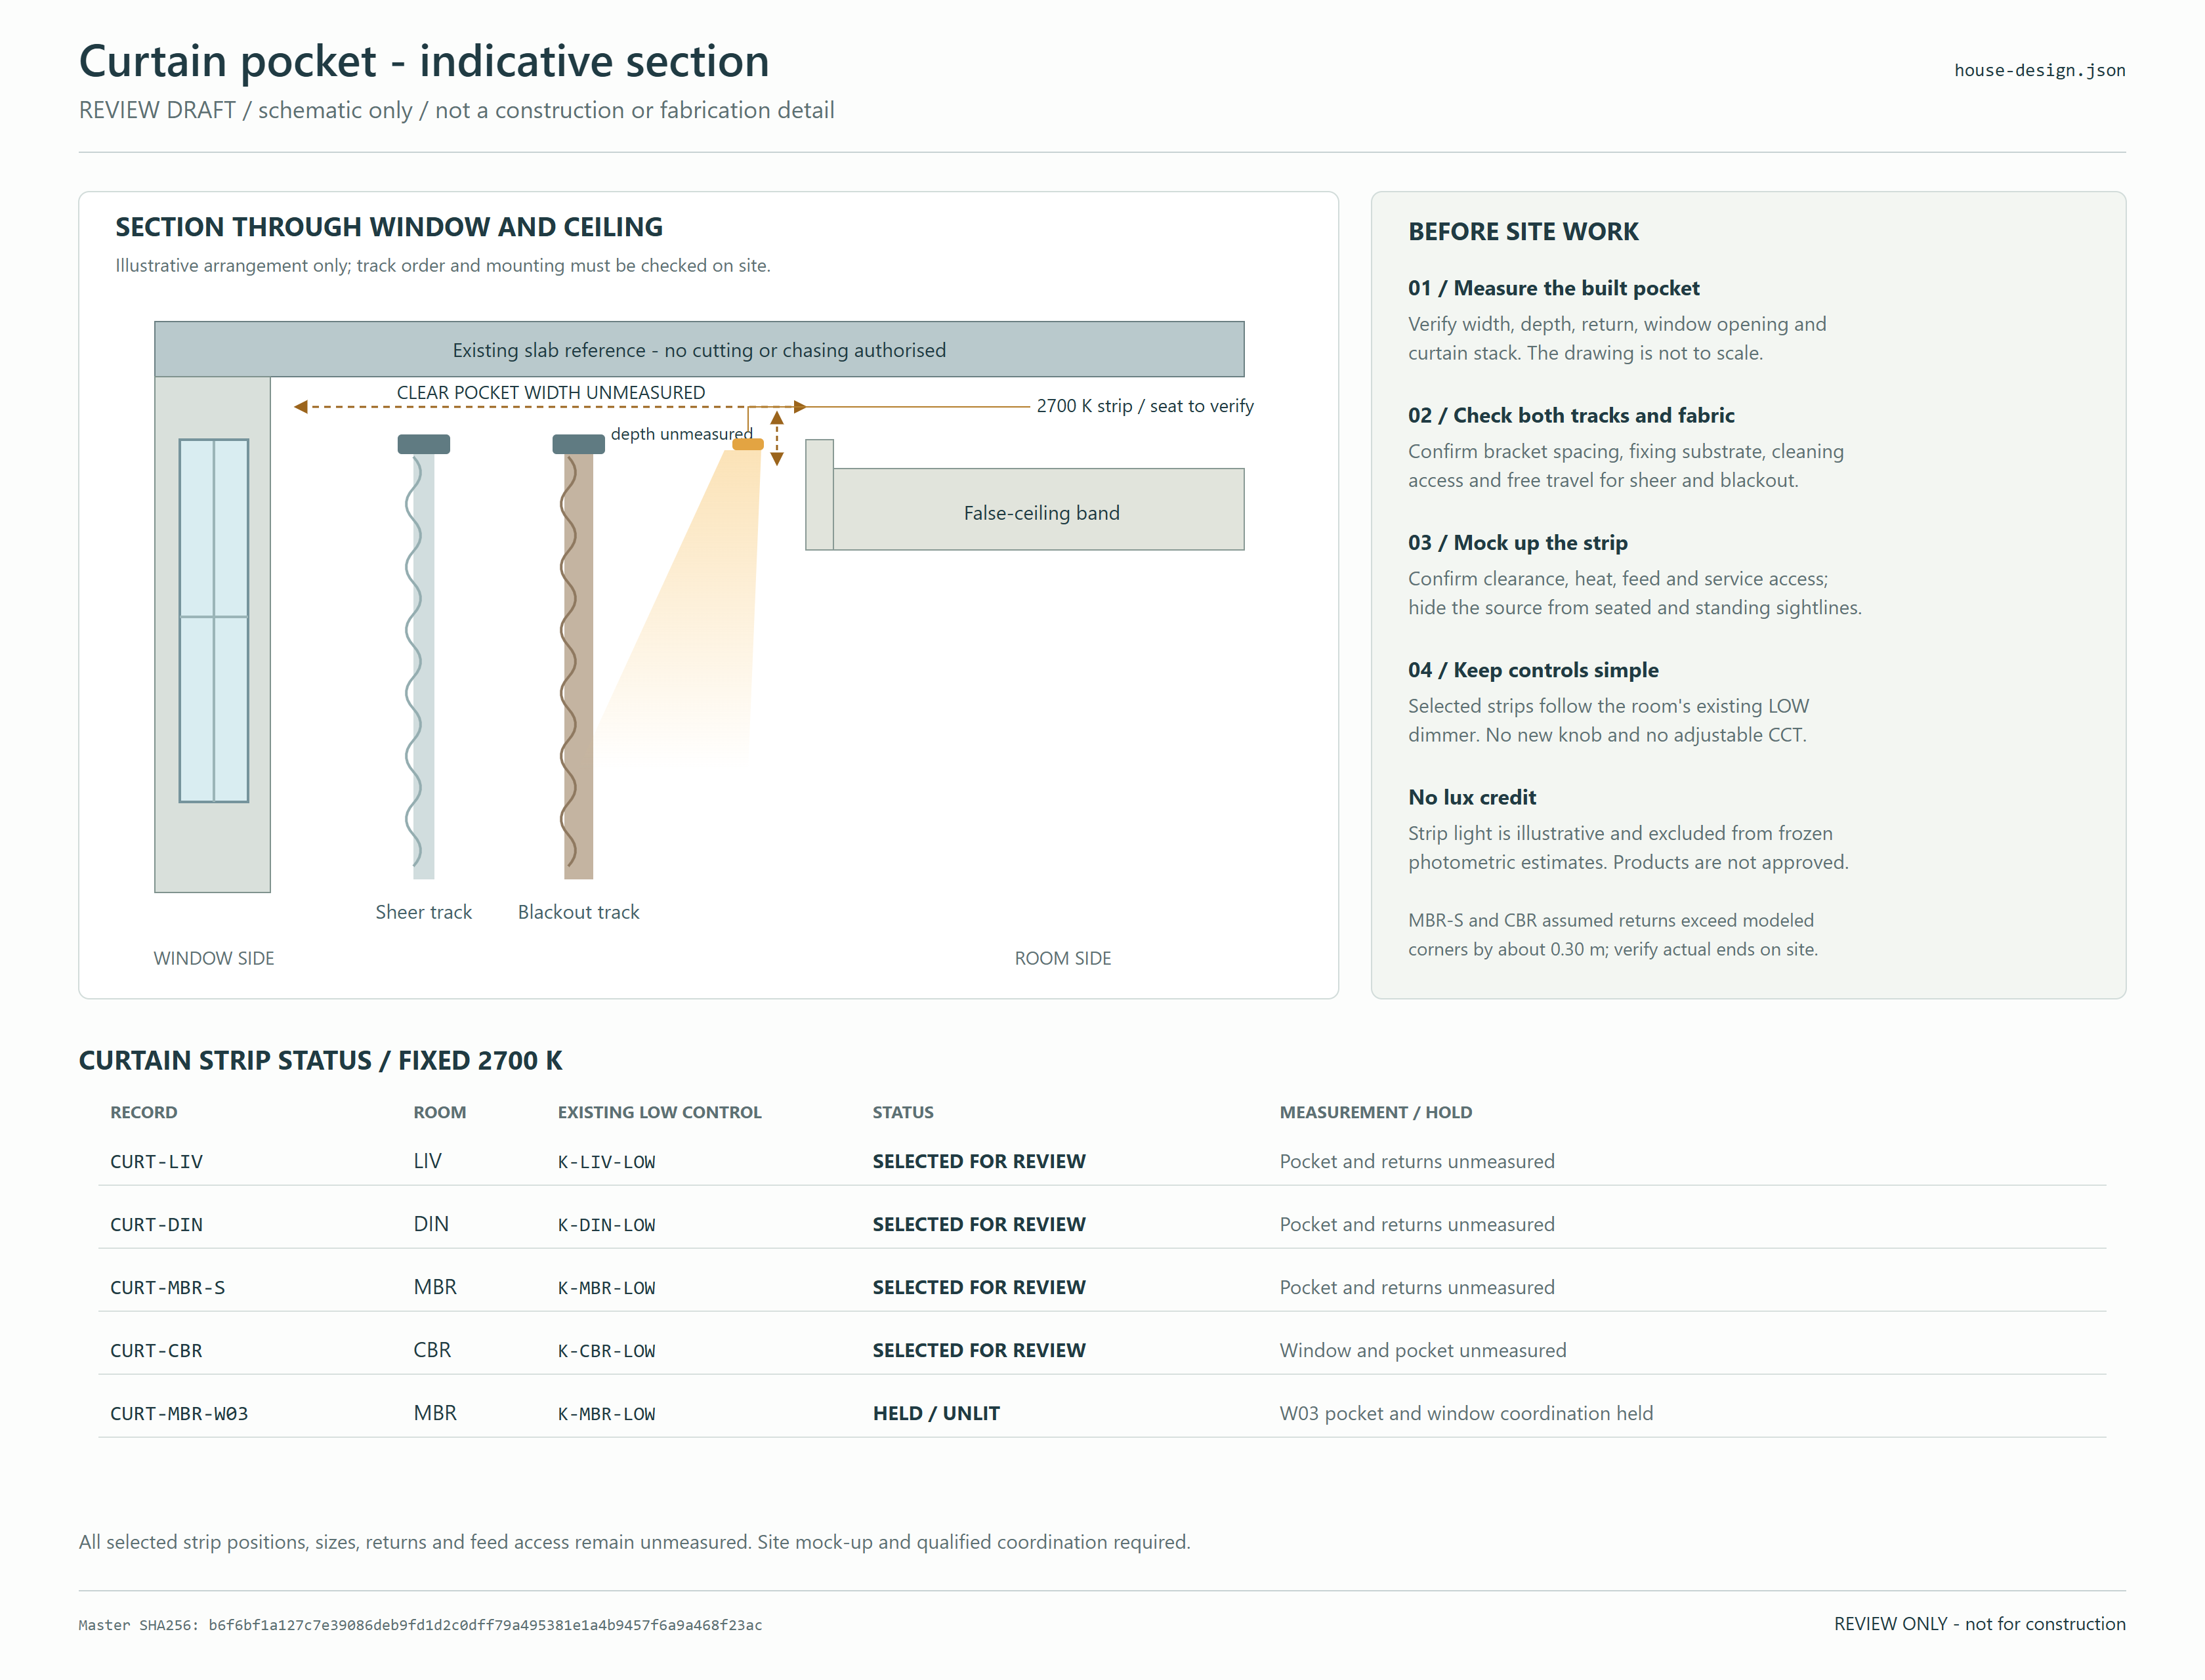 Curtain pocket - indicative section
house-design.json
REVIEW DRAFT / schematic only / not a construction or fabrication detail
SECTION THROUGH WINDOW AND CEILING
Illustrative arrangement only; track order and mounting must be checked on site.
Existing slab reference - no cutting or chasing authorised
CLEAR POCKET WIDTH UNMEASURED
2700 K strip / seat to verify
depth unmeasured
False-ceiling band
Sheer track
Blackout track
WINDOW SIDE
ROOM SIDE
BEFORE SITE WORK
01 / Measure the built pocket
Verify width, depth, return, window opening and
curtain stack. The drawing is not to scale.
02 / Check both tracks and fabric
Confirm bracket spacing, fixing substrate, cleaning
access and free travel for sheer and blackout.
03 / Mock up the strip
Confirm clearance, heat, feed and service access;
hide the source from seated and standing sightlines.
04 / Keep controls simple
Selected strips follow the room's existing LOW
dimmer. No new knob and no adjustable CCT.
No lux credit
Strip light is illustrative and excluded from frozen
photometric estimates. Products are not approved.
MBR-S and CBR assumed returns exceed modeled
corners by about 0.30 m; verify actual ends on site.
CURTAIN STRIP STATUS / FIXED 2700 K
RECORD ROOM EXISTING LOW CONTROL STATUS MEASUREMENT / HOLD
CURT-LIV LIV K-LIV-LOW SELECTED FOR REVIEW Pocket and returns unmeasured
CURT-DIN DIN K-DIN-LOW SELECTED FOR REVIEW Pocket and returns unmeasured
CURT-MBR-S MBR K-MBR-LOW SELECTED FOR REVIEW Pocket and returns unmeasured
CURT-CBR CBR K-CBR-LOW SELECTED FOR REVIEW Window and pocket unmeasured
CURT-MBR-W03 MBR K-MBR-LOW HELD / UNLIT W03 pocket and window coordination held
All selected strip positions, sizes, returns and feed access remain unmeasured. Site mock-up and qualified coordination required.
Master SHA256: b6f6bf1a127c7e39086deb9fd1d2c0dff79a495381e1a4b9457f6a9a468f23ac
REVIEW ONLY - not for construction